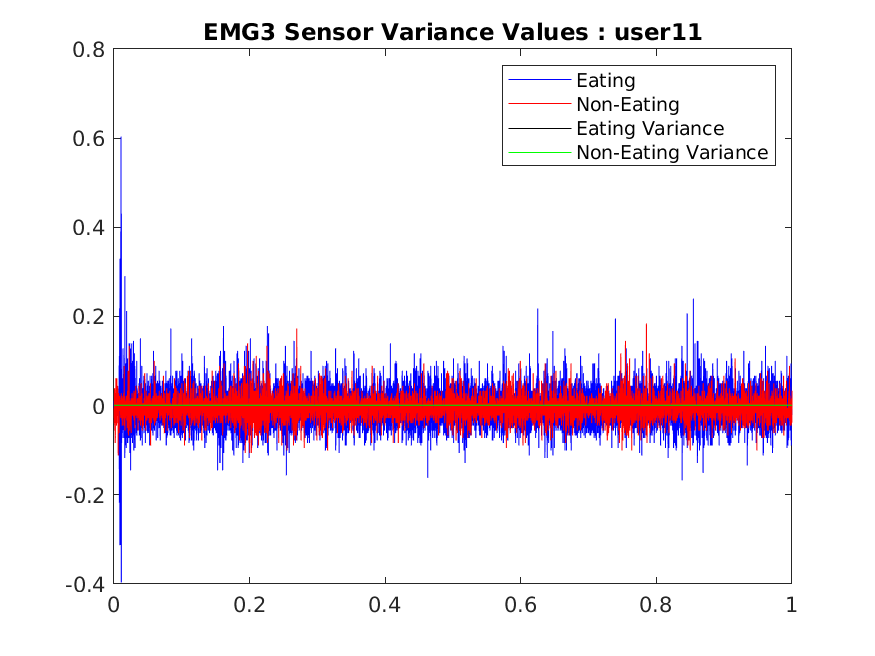 EMG3 Sensor Variance Values : user11
0.8
0.6
0.4
0.2
0
-0.2
-0.4
0
0.2
0.4
0.6
0.8
1
Eating
Non-Eating
Eating Variance
Non-Eating Variance